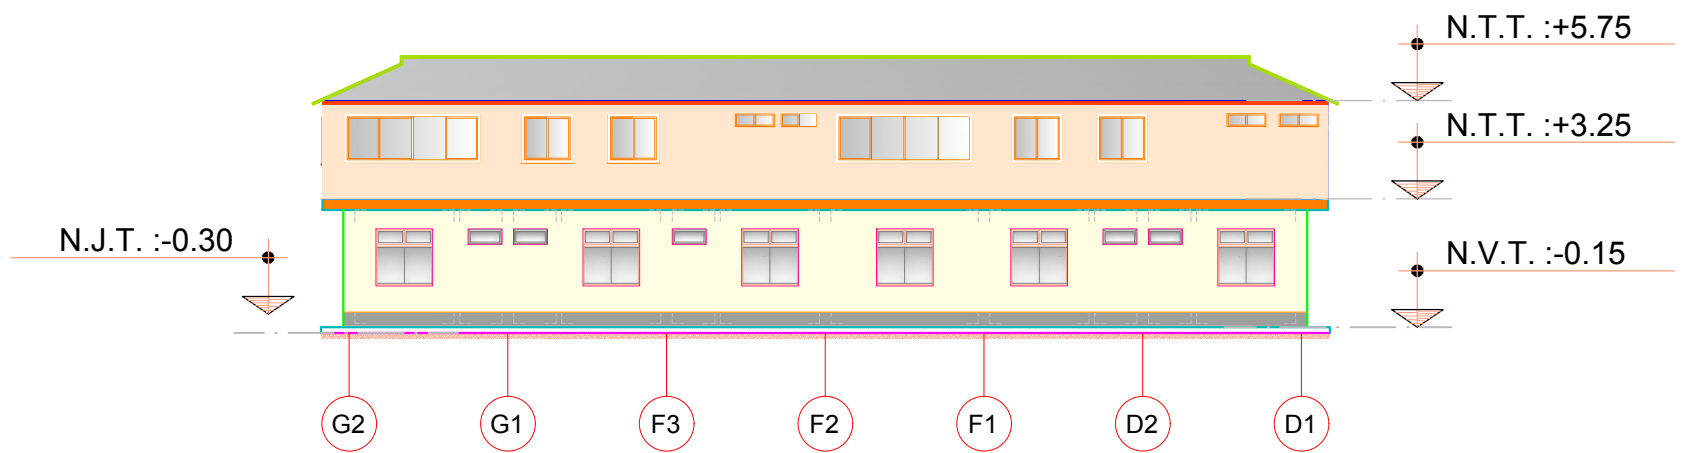 N.T.T. :+5.75
N.T.T. :+3.25
N.J.T. :-0.30
N.V.T. :-0.15
G2 G1 F3 F2 F1 D2 D1